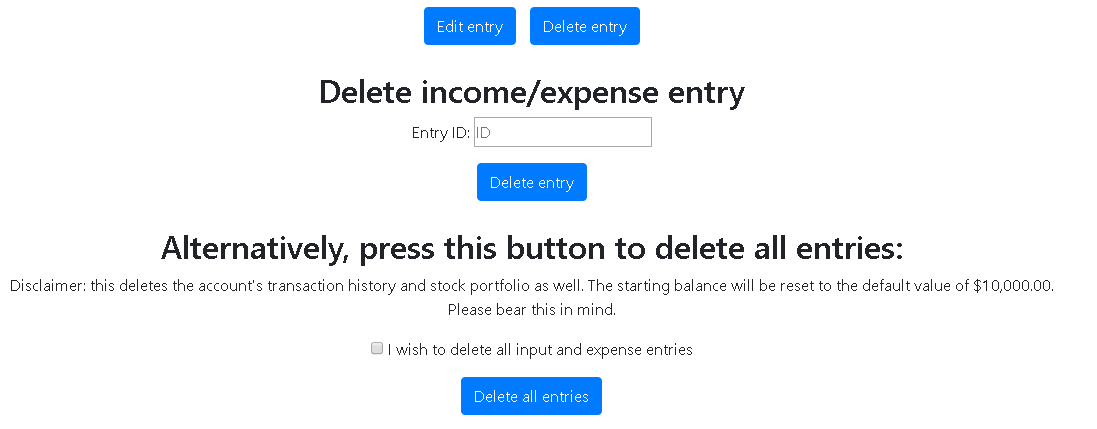 Edit entry Delete entry
Delete income/expense entry
Entry ID: ID
Delete entry
Alternatively, press this button to delete all entries:
Disclaimer: this deletes the account's transaction history and stock portfolio as well. The starting balance will be reset to the default value of $10,000.00.
Please bear this in mind.
I wish to delete all input and expense entries
Delete all entries